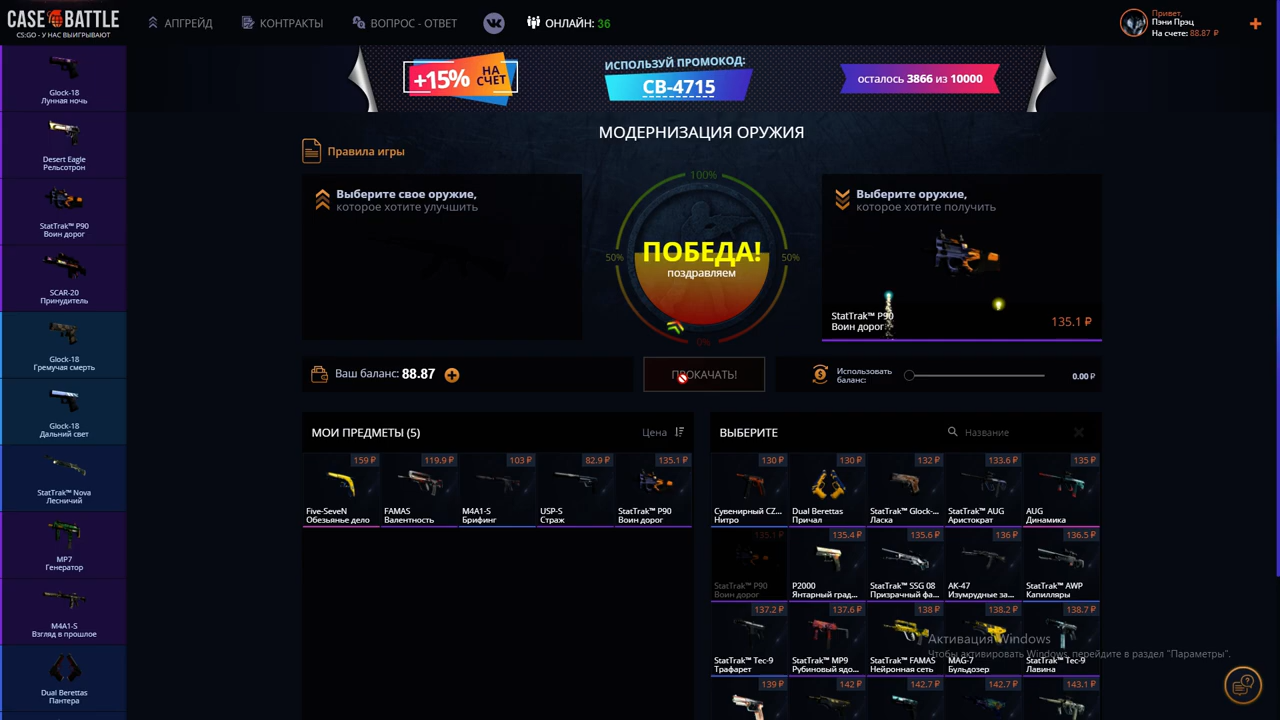 CASE BATTLE
CS:GO - У НАС ВЫИГРЫВАЮТ
АПГРЕЙД
КОНТРАКТЫ
ВОПРОС - ОТВЕТ
ОНЛАЙН: 36
Привет,
Пэни Прэц
На счете: 88.87 ₽
+15% НА СЧЕТ
ИСПОЛЬЗУЙ ПРОМОКОД:
CB-4715
осталось 3866 из 10000
МОДЕРНИЗАЦИЯ ОРУЖИЯ
Правила игры
Выберите свое оружие,
которое хотите улучшить
100%
50%
ПОБЕДА!
поздравляем
50%
0%
Выберите оружие,
которое хотите получить
StatTrak™ P90
Воин дорог
135.1 ₽
Ваш баланс: 88.87
ПРОКАЧАТЬ!
Использовать
баланс:
0.00 ₽
МОИ ПРЕДМЕТЫ (5)
Цена
159 ₽
Five-SeveN
Обезьянье дело
119.9 ₽
FAMAS
Валентность
103 ₽
M4A1-S
Брифинг
82.9 ₽
USP-S
Страж
135.1 ₽
StatTrak™ P90
Воин дорог
ВЫБЕРИТЕ
Название
130 ₽
Сувенирный CZ...
Нитро
130 ₽
Dual Berettas
Причал
132 ₽
StatTrak™ Glock-...
Ласка
133.6 ₽
StatTrak™ AUG
Аристократ
135 ₽
AUG
Динамика
135.1 ₽
StatTrak™ P90
Воин дорог
135.4 ₽
P2000
Янтарный град...
135.6 ₽
StatTrak™ SSG 08
Призрачный фа...
136 ₽
AK-47
Изумрудные за...
136.5 ₽
StatTrak™ AWP
Капилляры
137.2 ₽
StatTrak™ Tec-9
Трафарет
137.6 ₽
StatTrak™ MP9
Рубиновый ядо...
138 ₽
StatTrak™ FAMAS
Нейронная сеть
138.2 ₽
MAG-7
Бульдозер
138.7 ₽
StatTrak™ Tec-9
Лавина
139 ₽
142 ₽
142.7 ₽
142.7 ₽
143.1 ₽
Активация Windows
Чтобы активировать Windows, перейдите в раздел "Параметры".
Glock-18
Лунная ночь
Desert Eagle
Рельсотрон
StatTrak™ P90
Воин дорог
SCAR-20
Принудитель
Glock-18
Гремучая смерть
Glock-18
Дальний свет
StatTrak™ Nova
Лесничий
MP7
Генератор
M4A1-S
Взгляд в прошлое
Dual Berettas
Пантера